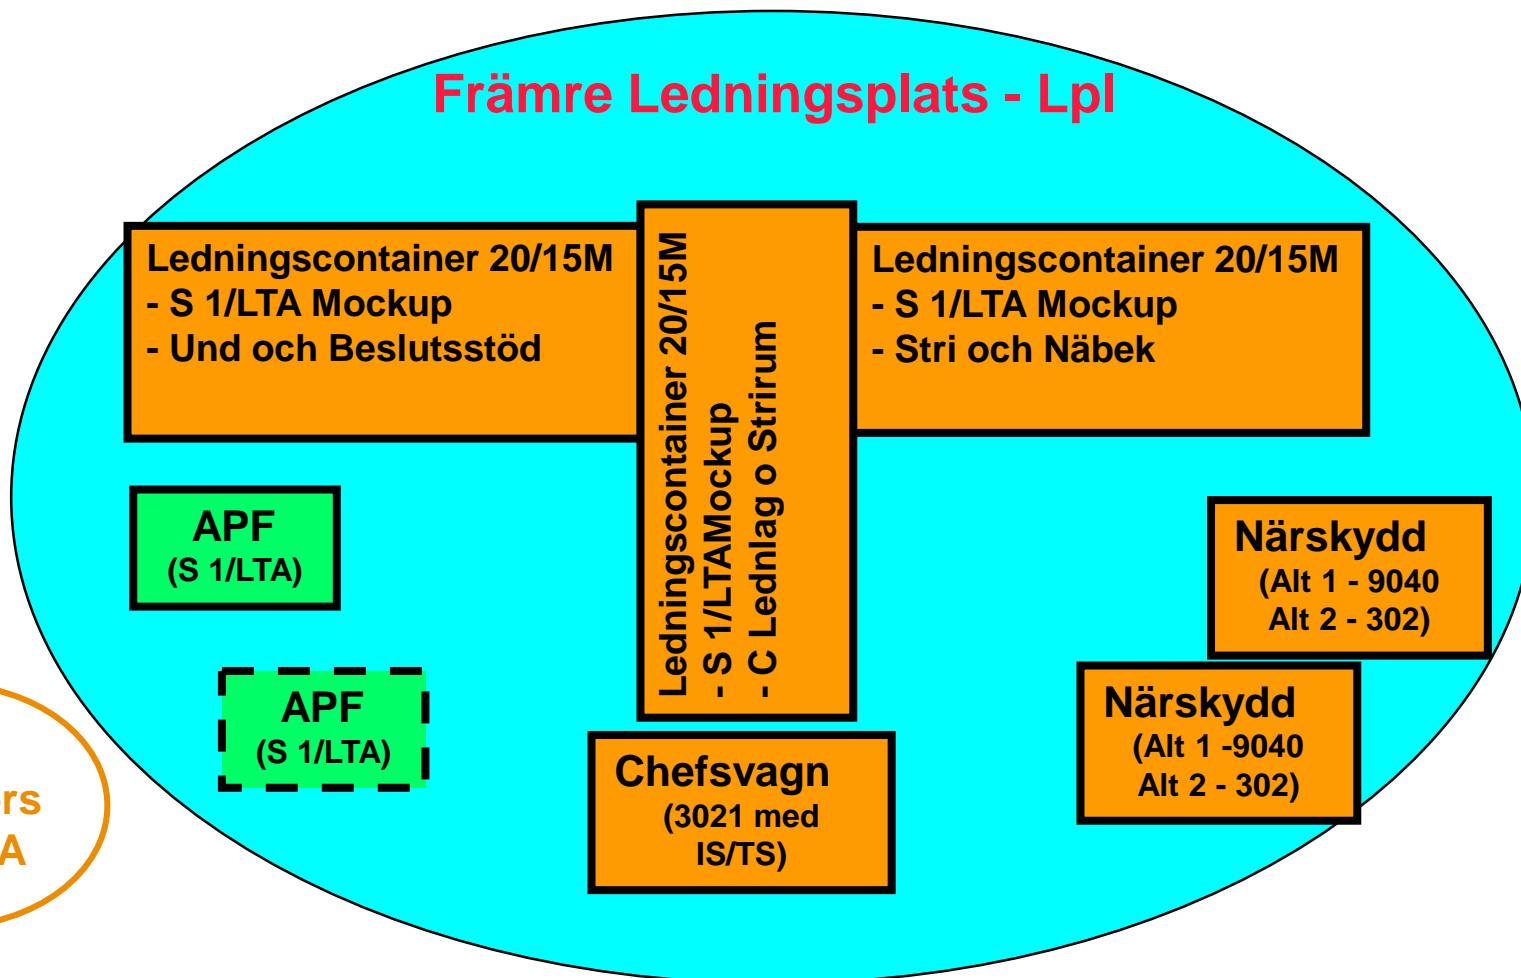 Främre Ledningsplats - Lpl
Ledningscontainer 20/15M
- S 1/LTA Mockup
- Und och Beslutsstöd
Ledningscontainer 20/15M
- S 1/LTAMockup
- C Lednlag o Strirum
Ledningscontainer 20/15M
- S 1/LTA Mockup
- Stri och Näbek
APF
(S 1/LTA)
APF
(S 1/LTA)
Chefsvagn
(3021 med
IS/TS)
Närskydd
(Alt 1 - 9040
Alt 2 - 302)
Närskydd
(Alt 1 -9040
Alt 2 - 302)